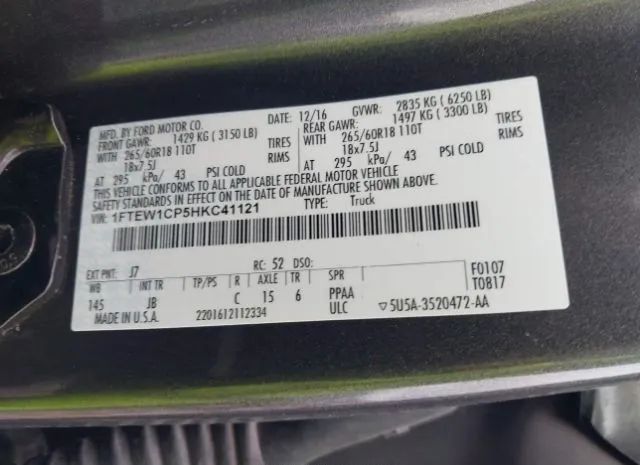 MFD. BY FORD MOTOR CO.
DATE: 12/16 GVWR: 2835 KG ( 6250 LB)
FRONT GAWR: 1429 KG ( 3150 LB) REAR GAWR: 1497 KG ( 3300 LB)
WITH 265/60R18 110T TIRES WITH 265/60R18 110T TIRES
18x7.5J RIMS 18x7.5J RIMS
AT 295 kPa/ 43 PSI COLD AT 295 kPa/ 43 PSI COLD
THIS VEHICLE CONFORMS TO ALL APPLICABLE FEDERAL MOTOR VEHICLE
SAFETY STANDARDS IN EFFECT ON THE DATE OF MANUFACTURE SHOWN ABOVE.
VIN: 1FTEW1CP5HKC41121
TYPE: Truck
EXT PNT: J7 RC: 52 DSO:
WB INT TR TP/PS R AXLE TR SPR
F0107
T0817
145 JB C 15 6 PPAA
MADE IN U.S.A. 2201612112334 ULC ▽5U5A-3520472-AA